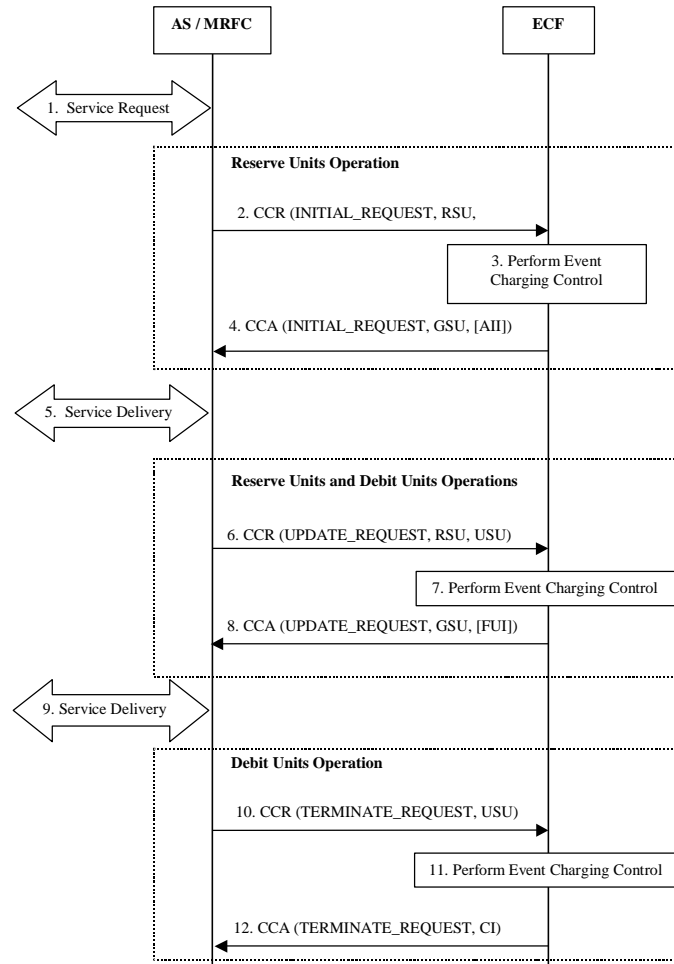 AS / MRFC
ECF
1. Service Request
Reserve Units Operation
2. CCR (INITIAL_REQUEST, RSU,
3. Perform Event
Charging Control
4. CCA (INITIAL_REQUEST, GSU, [AII])
5. Service Delivery
Reserve Units and Debit Units Operations
6. CCR (UPDATE_REQUEST, RSU, USU)
7. Perform Event Charging Control
8. CCA (UPDATE_REQUEST, GSU, [FUI])
9. Service Delivery
Debit Units Operation
10. CCR (TERMINATE_REQUEST, USU)
11. Perform Event Charging Control
12. CCA (TERMINATE_REQUEST, CI)